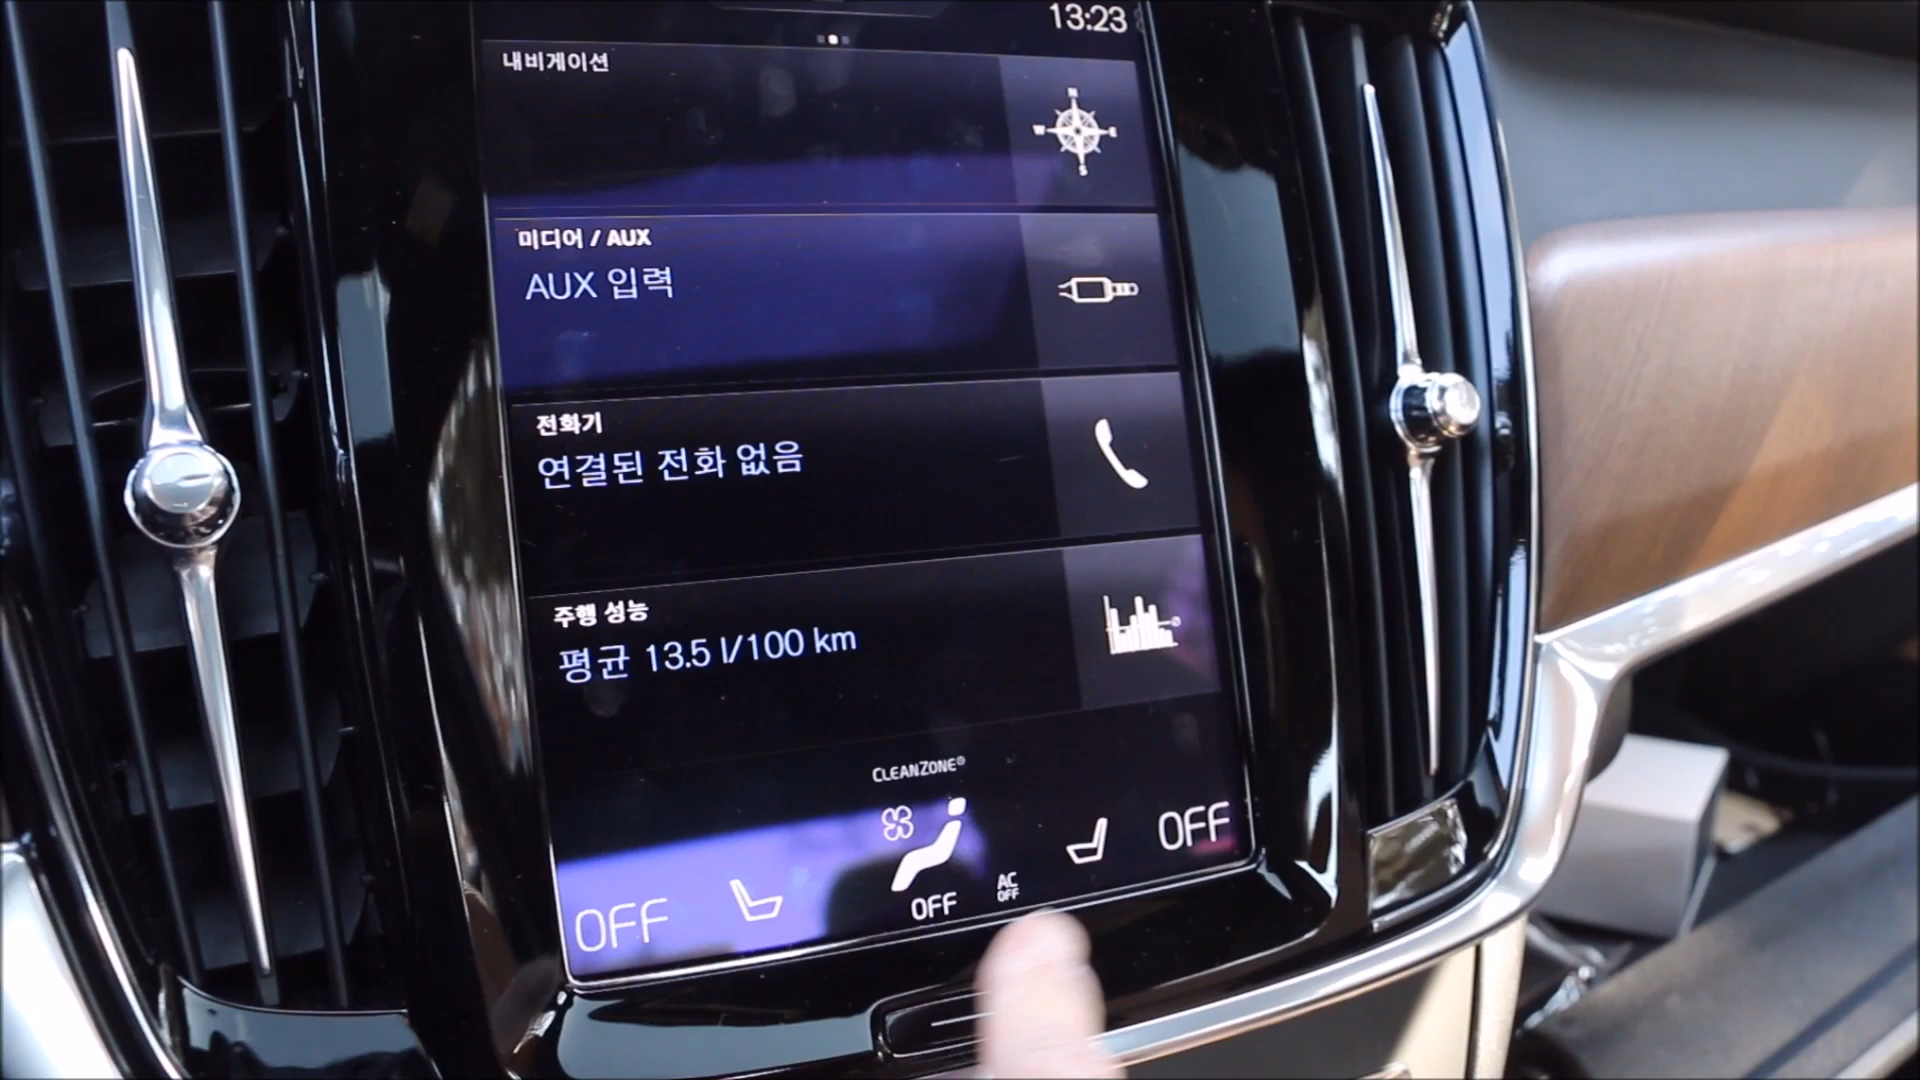 13:23
내비게이션
N
W
E
S
미디어 / AUX
AUX 입력
전화기
연결된 전화 없음
주행 성능
평균 13.5 l/100 km
CLEANZONE®
OFF
OFF
AC
OFF
OFF